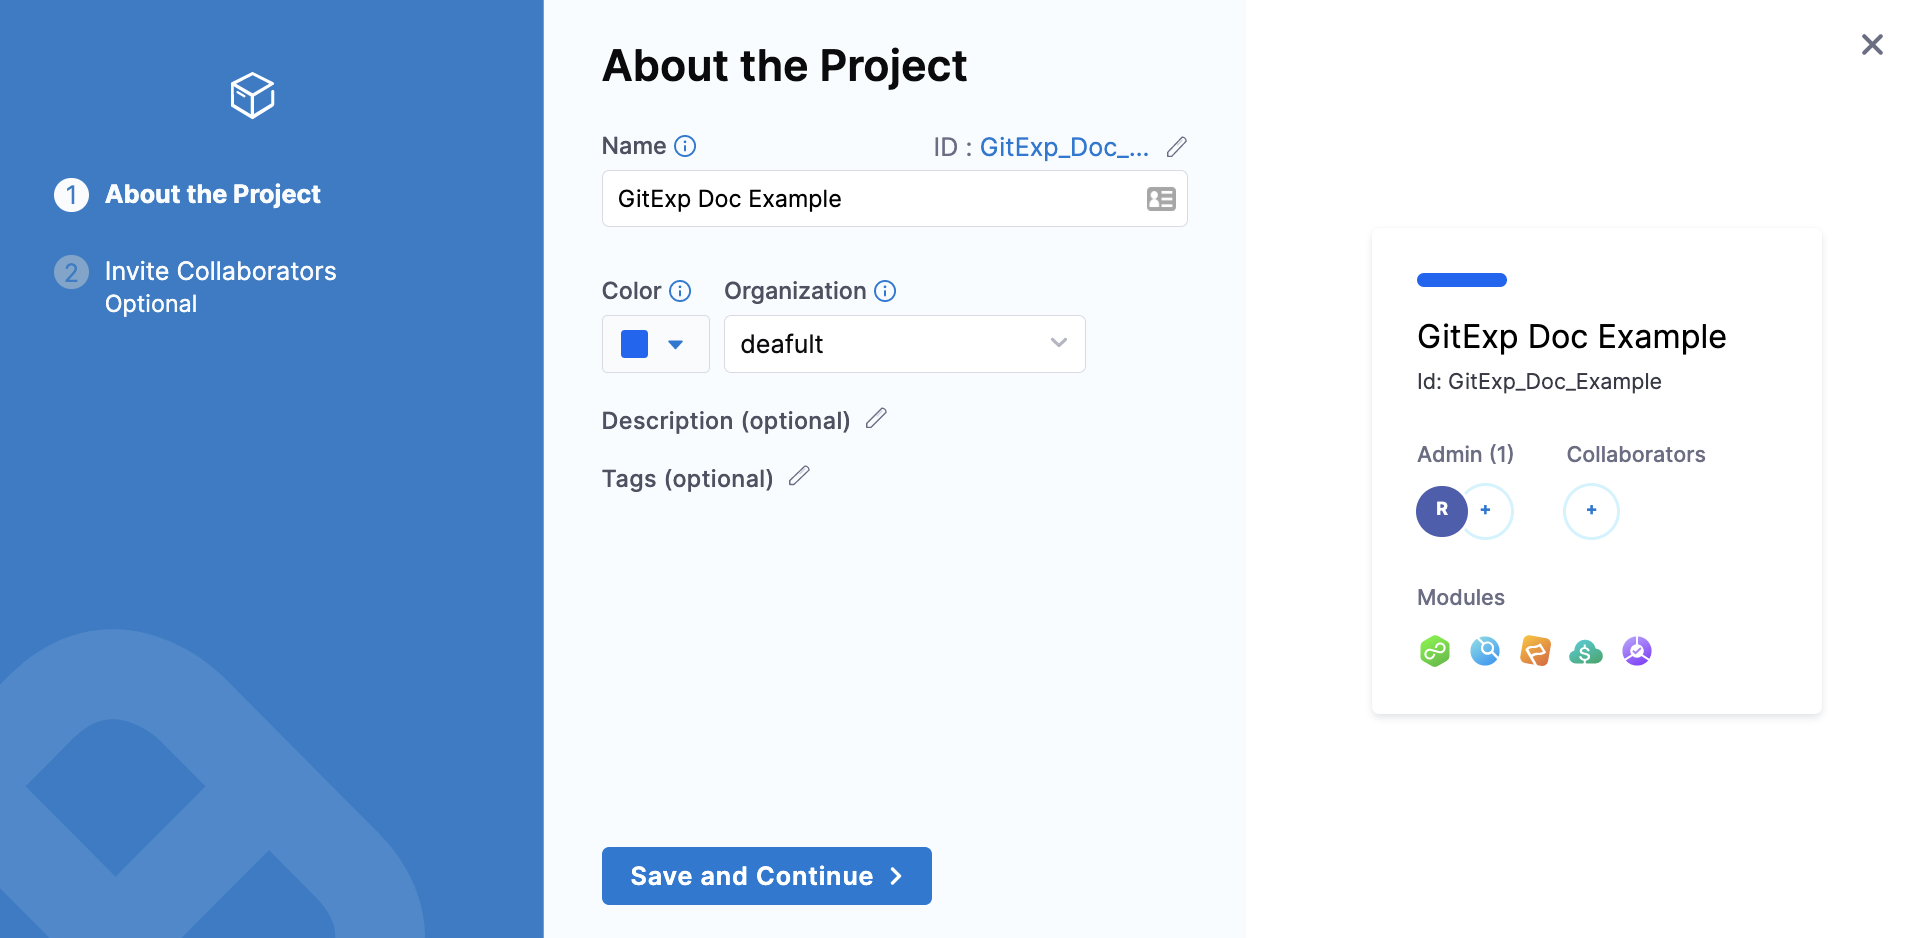 1 About the Project
2 Invite Collaborators
Optional
About the Project
Name
ID : GitExp_Doc_...
GitExp Doc Example
Color
Organization
deafult
Description (optional)
Tags (optional)
Save and Continue
GitExp Doc Example
Id: GitExp_Doc_Example
Admin (1) Collaborators
R + +
Modules